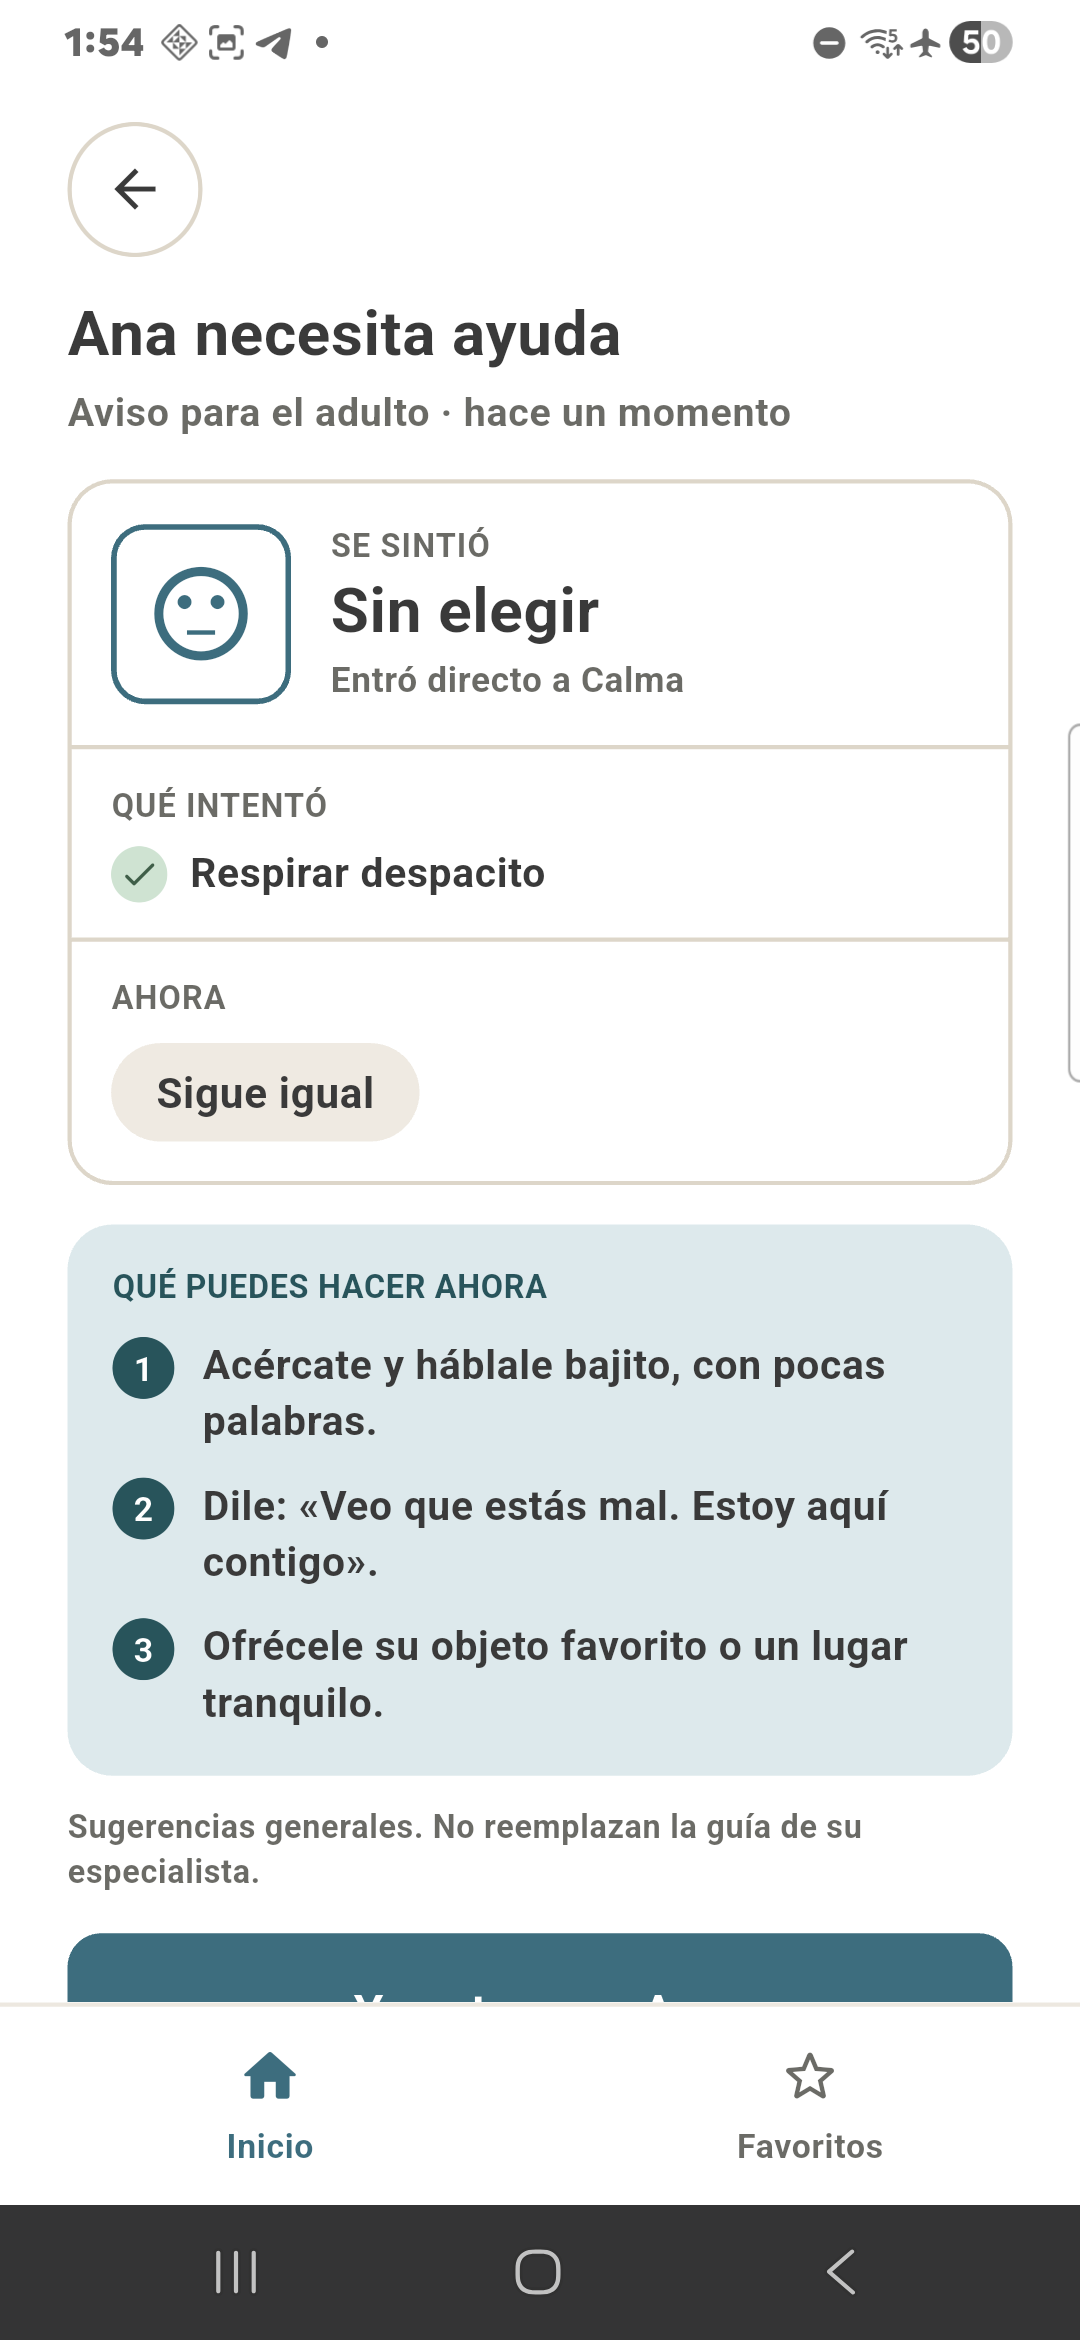 1:54
5
50
Ana necesita ayuda
Aviso para el adulto · hace un momento
SE SINTIÓ
Sin elegir
Entró directo a Calma
QUÉ INTENTÓ
Respirar despacito
AHORA
Sigue igual
QUÉ PUEDES HACER AHORA
1 Acércate y háblale bajito, con pocas
palabras.
2 Dile: «Veo que estás mal. Estoy aquí
contigo».
3 Ofrécele su objeto favorito o un lugar
tranquilo.
Sugerencias generales. No reemplazan la guía de su
especialista.
Inicio
Favoritos